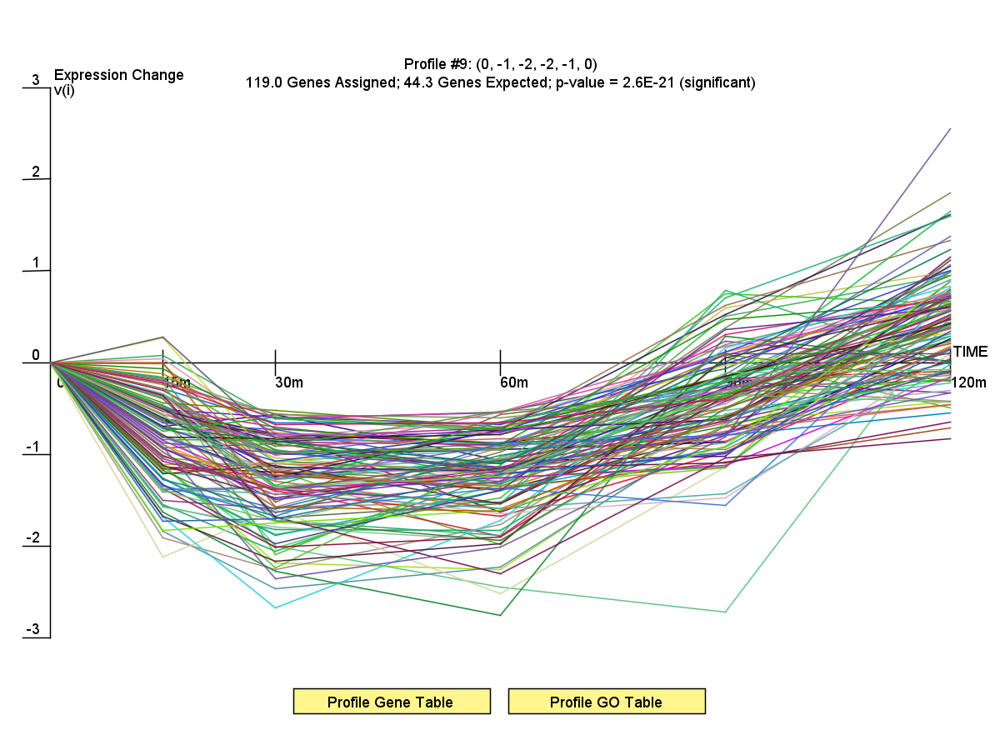 Profile #9: (0, -1, -2, -2, -1, 0)
119.0 Genes Assigned; 44.3 Genes Expected; p-value = 2.6E-21 (significant)
Expression Change
v(i)
3
2
1
0
-1
-2
-3
TIME
30m
60m
120m
Profile Gene Table
Profile GO Table